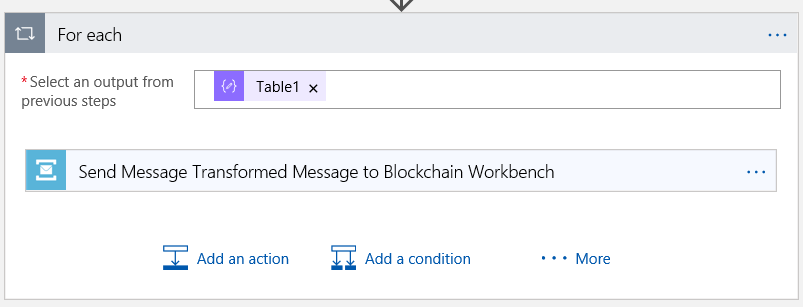 For each
*Select an output from
previous steps
Table1 ×
Send Message Transformed Message to Blockchain Workbench
Add an action
Add a condition
More